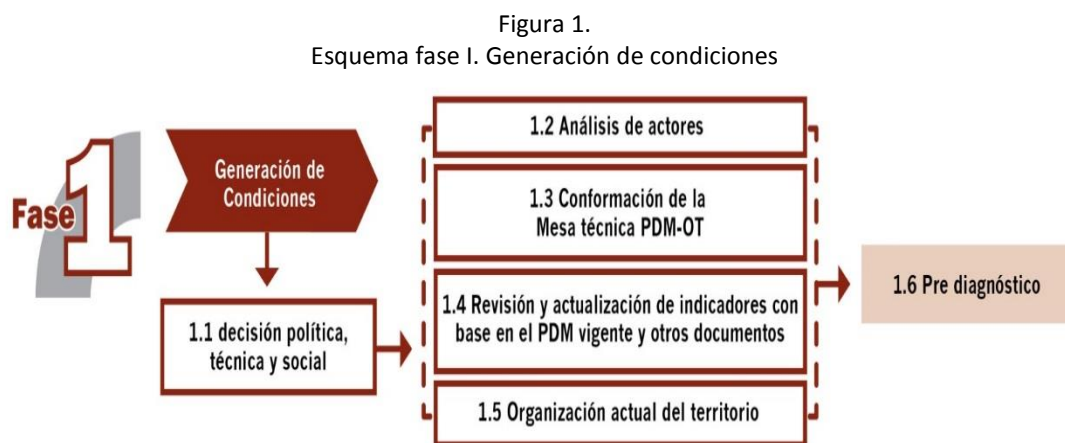 Figura 1.
Esquema fase I. Generación de condiciones
Fase 1
Generación de
Condiciones
1.1 decisión política,
técnica y social
1.2 Análisis de actores
1.3 Conformación de la
Mesa técnica PDM-OT
1.4 Revisión y actualización de indicadores con
base en el PDM vigente y otros documentos
1.5 Organización actual del territorio
1.6 Pre diagnóstico